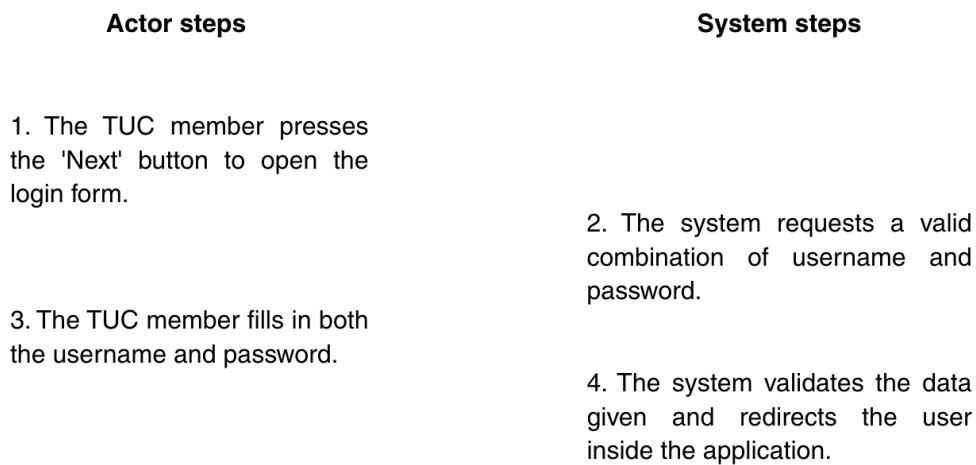 Actor steps
System steps
1. The TUC member presses
the 'Next' button to open the
login form.
2. The system requests a valid
combination of username and
password.
3. The TUC member fills in both
the username and password.
4. The system validates the data
given and redirects the user
inside the application.